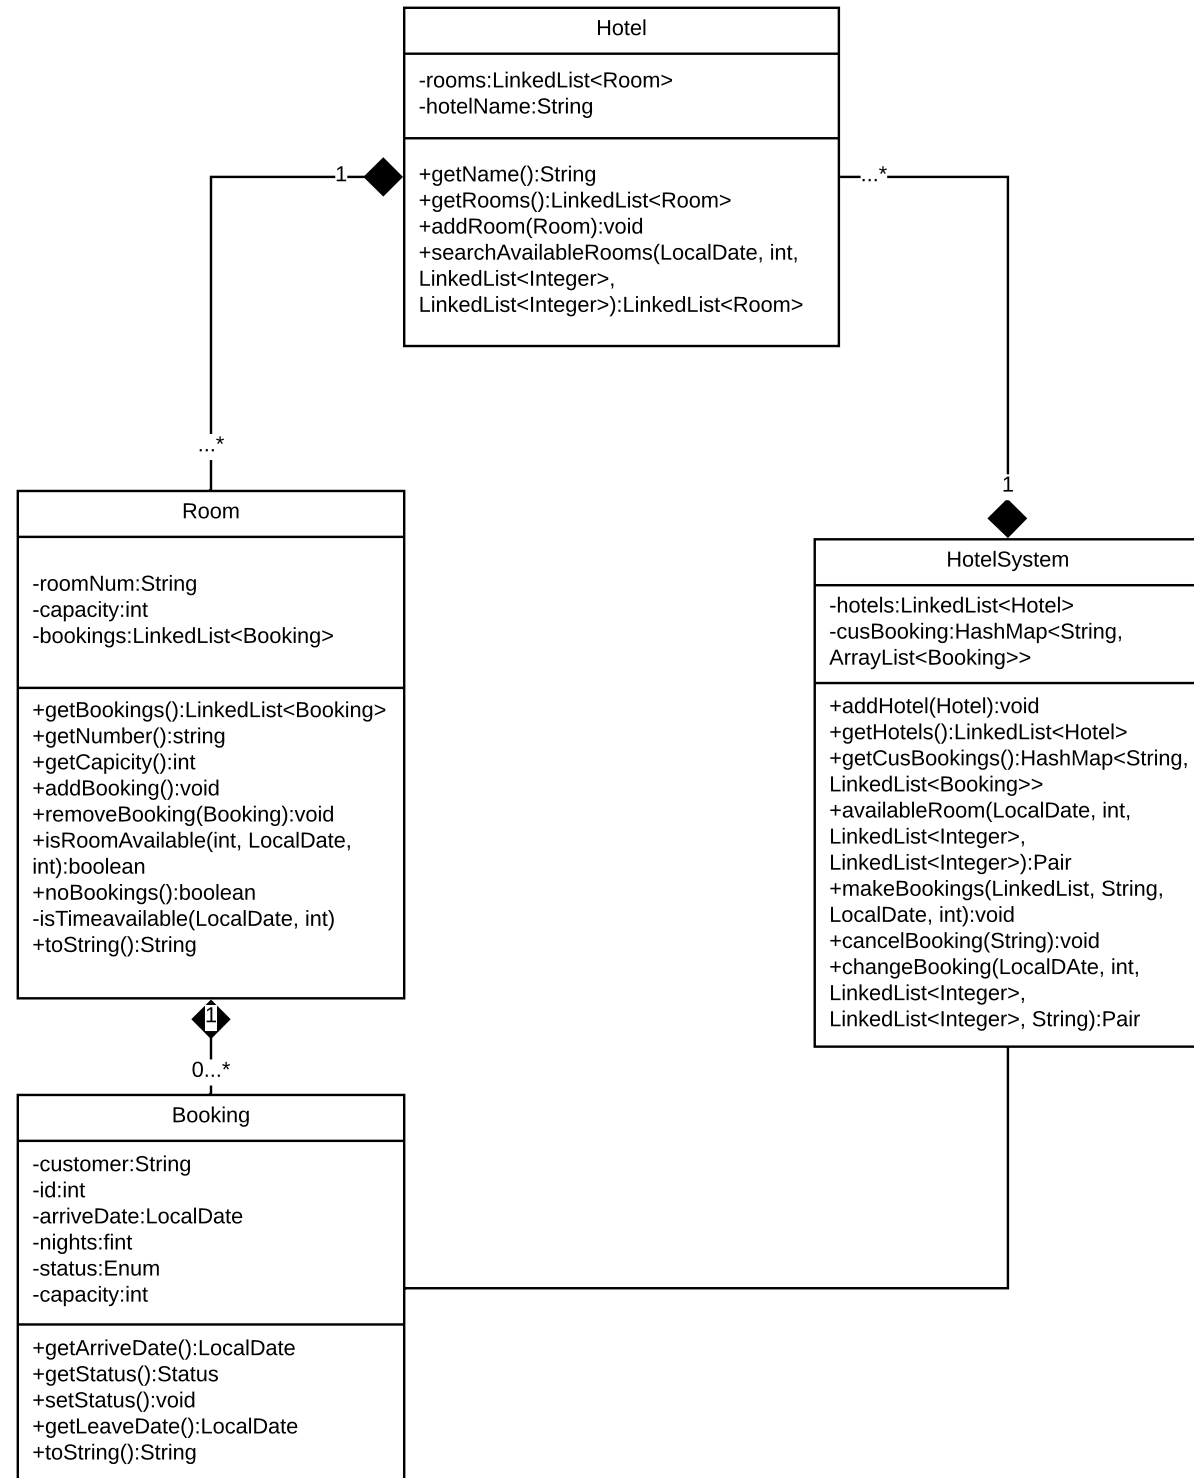 Hotel
-rooms:LinkedList<Room>
-hotelName:String
+getName():String
+getRooms():LinkedList<Room>
+addRoom(Room):void
+searchAvailableRooms(LocalDate, int,
LinkedList<Integer>,
LinkedList<Integer>):LinkedList<Room>
1
...*
...*
1
Room
-roomNum:String
-capacity:int
-bookings:LinkedList<Booking>
+getBookings():LinkedList<Booking>
+getNumber():string
+getCapicity():int
+addBooking():void
+removeBooking(Booking):void
+isRoomAvailable(int, LocalDate,
int):boolean
+noBookings():boolean
-isTimeavailable(LocalDate, int)
+toString():String
HotelSystem
-hotels:LinkedList<Hotel>
-cusBooking:HashMap<String,
ArrayList<Booking>>
+addHotel(Hotel):void
+getHotels():LinkedList<Hotel>
+getCusBookings():HashMap<String,
LinkedList<Booking>>
+availableRoom(LocalDate, int,
LinkedList<Integer>,
LinkedList<Integer>):Pair
+makeBookings(LinkedList, String,
LocalDate, int):void
+cancelBooking(String):void
+changeBooking(LocalDAte, int,
LinkedList<Integer>,
LinkedList<Integer>, String):Pair
1
0...*
Booking
-customer:String
-id:int
-arriveDate:LocalDate
-nights:fint
-status:Enum
-capacity:int
+getArriveDate():LocalDate
+getStatus():Status
+setStatus():void
+getLeaveDate():LocalDate
+toString():String